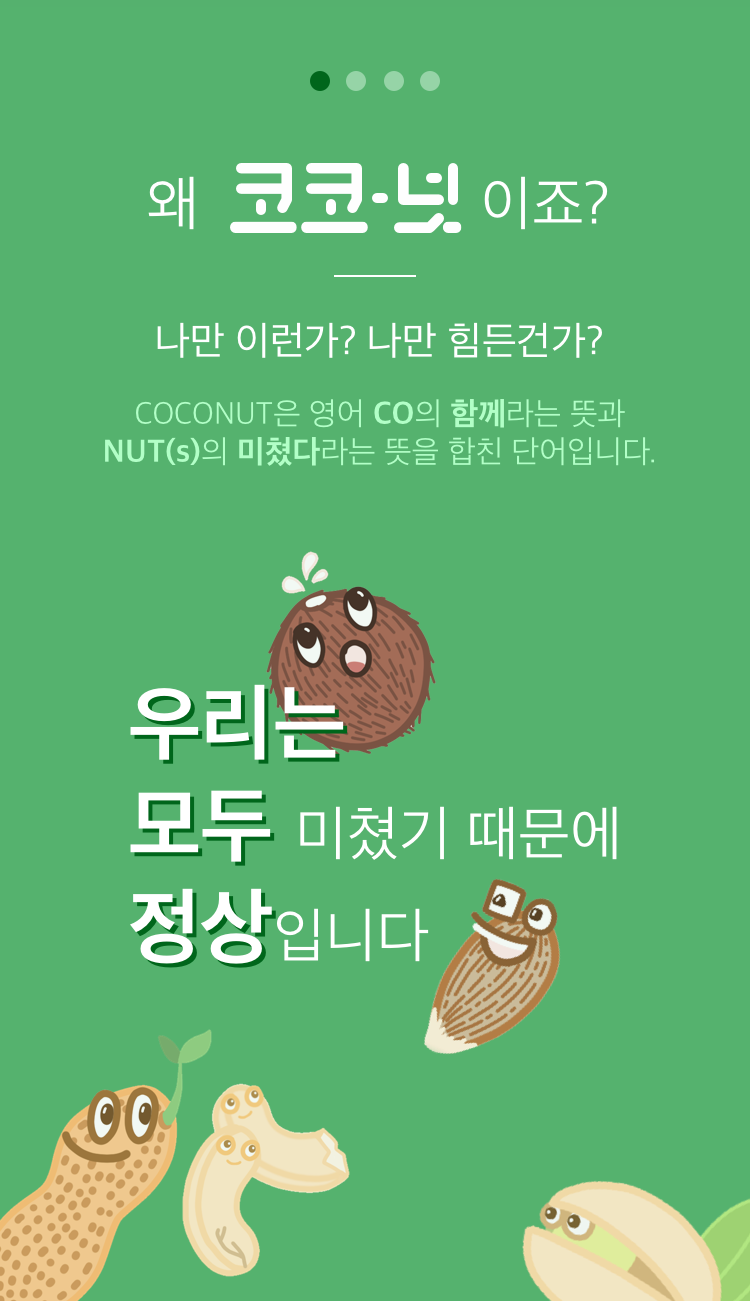 왜 코코·넛 이죠?
나만 이런가? 나만 힘든건가?
COCONUT은 영어 CO의 함께라는 뜻과
NUT(s)의 미쳤다라는 뜻을 합친 단어입니다.
우리는
모두 미쳤기 때문에
정상입니다